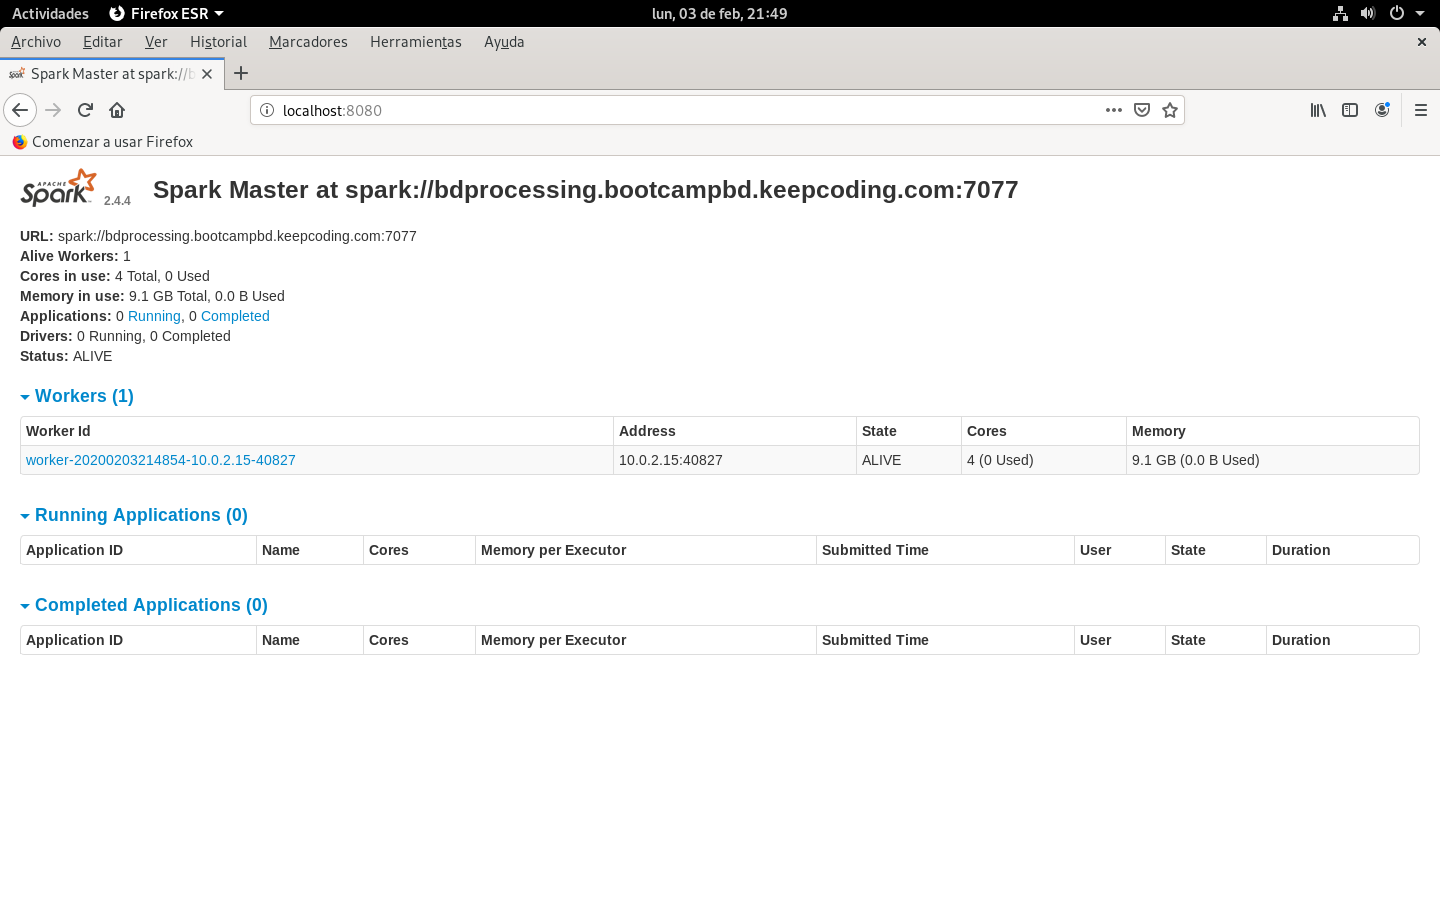 Actividades Firefox ESR lun, 03 de feb, 21:49
Archivo Editar Ver Historial Marcadores Herramientas Ayuda
Spark Master at spark://b
localhost:8080
Comenzar a usar Firefox
APACHE Spark 2.4.4 Spark Master at spark://bdprocessing.bootcampbd.keepcoding.com:7077
URL: spark://bdprocessing.bootcampbd.keepcoding.com:7077
Alive Workers: 1
Cores in use: 4 Total, 0 Used
Memory in use: 9.1 GB Total, 0.0 B Used
Applications: 0 Running, 0 Completed
Drivers: 0 Running, 0 Completed
Status: ALIVE
Workers (1)
Worker Id Address State Cores Memory
worker-20200203214854-10.0.2.15-40827 10.0.2.15:40827 ALIVE 4 (0 Used) 9.1 GB (0.0 B Used)
Running Applications (0)
Application ID Name Cores Memory per Executor Submitted Time User State Duration
Completed Applications (0)
Application ID Name Cores Memory per Executor Submitted Time User State Duration